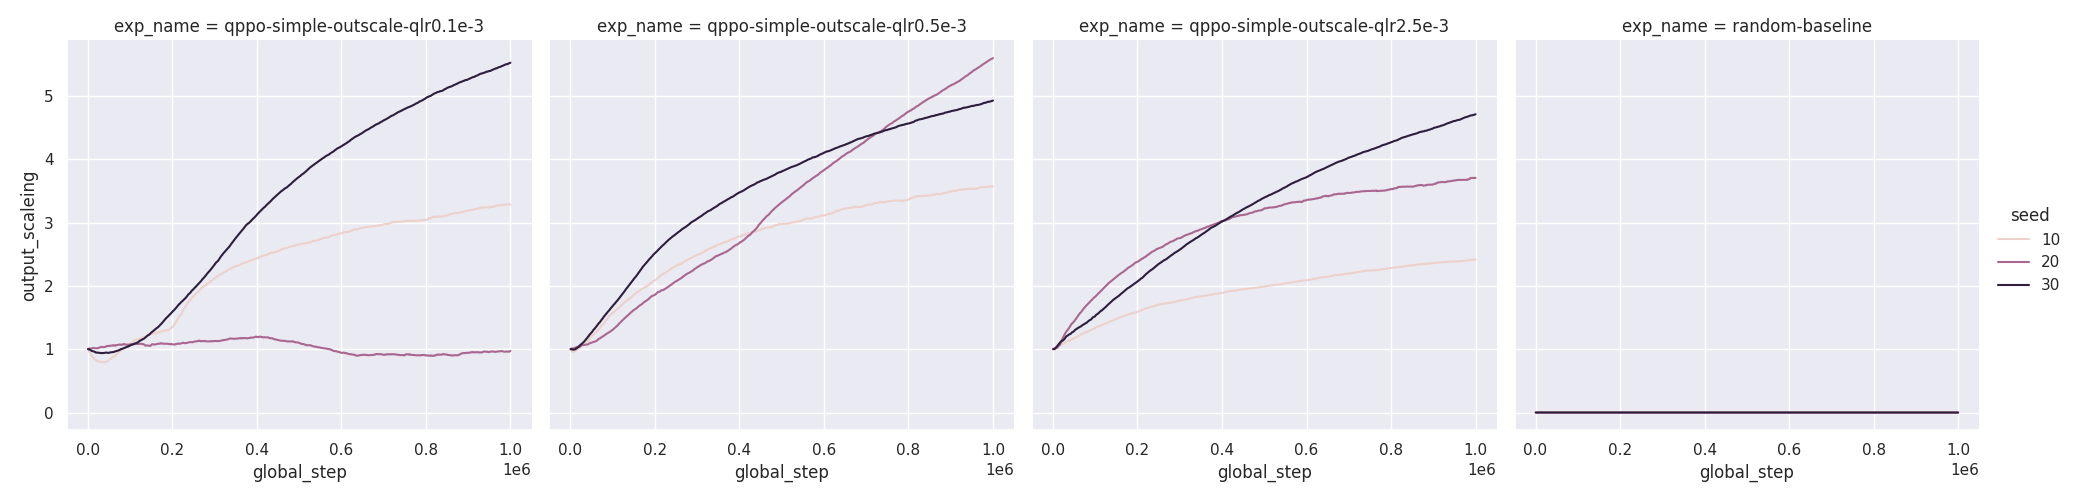 exp_name = qppo-simple-outscale-qlr0.1e-3
exp_name = qppo-simple-outscale-qlr0.5e-3
exp_name = qppo-simple-outscale-qlr2.5e-3
exp_name = random-baseline
output_scaleing
5
4
3
2
1
0
0.0 0.2 0.4 0.6 0.8 1.0
1e6
global_step
0.0 0.2 0.4 0.6 0.8 1.0
1e6
global_step
0.0 0.2 0.4 0.6 0.8 1.0
1e6
global_step
0.0 0.2 0.4 0.6 0.8 1.0
1e6
global_step
seed
10
20
30